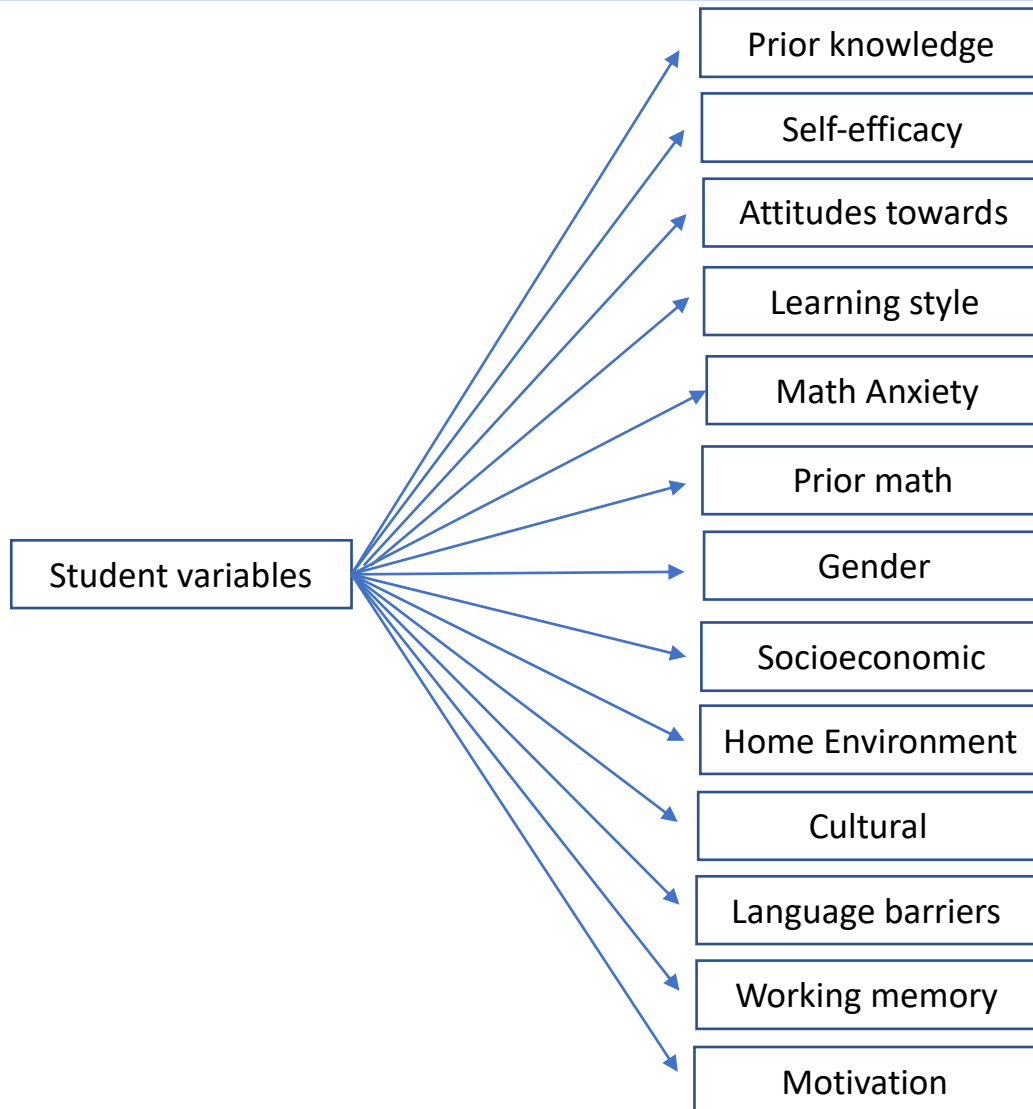 Prior knowledge
Self-efficacy
Attitudes towards
Learning style
Math Anxiety
Prior math
Student variables
Gender
Socioeconomic
Home Environment
Cultural
Language barriers
Working memory
Motivation